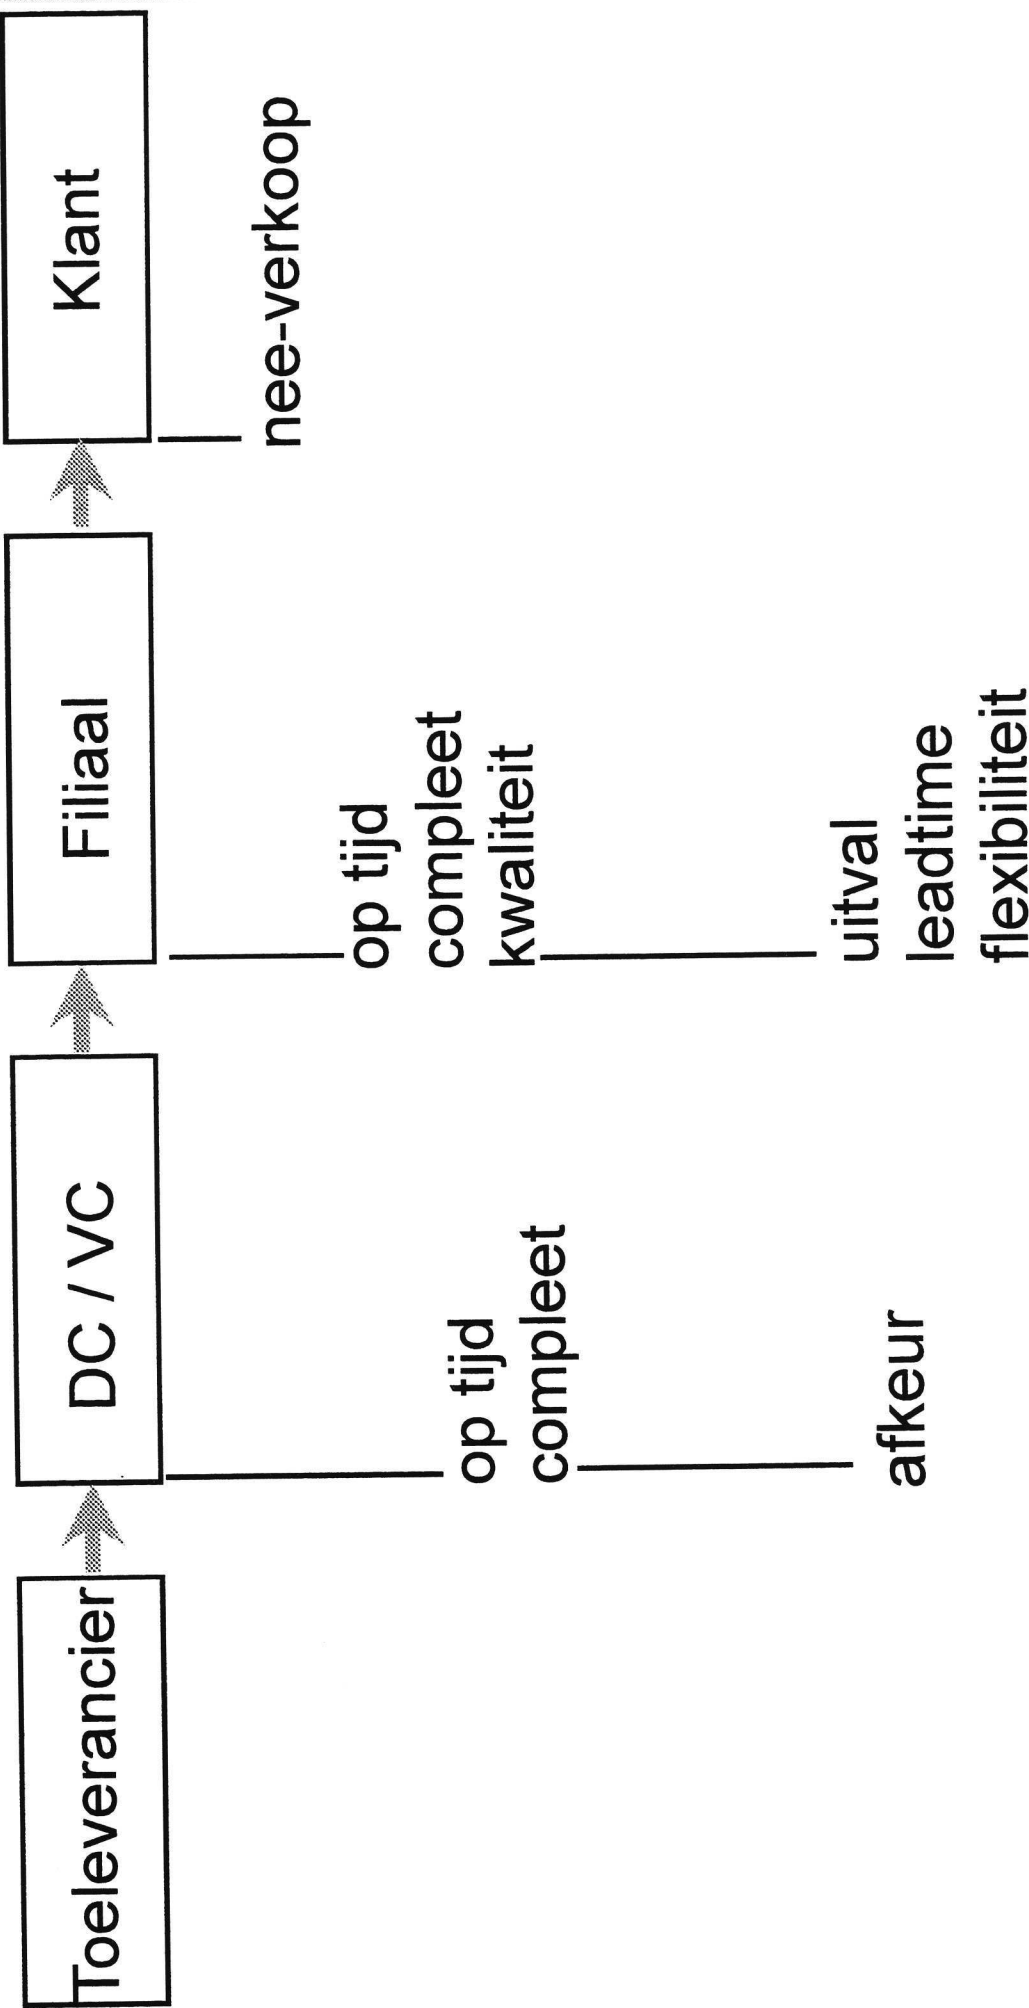 Toeleverancier
DC / VC
Filiaal
Klant
op tijd
compleet
afkeur
op tijd
compleet
kwaliteit
uitval
leadtime
flexibiliteit
nee-verkoop